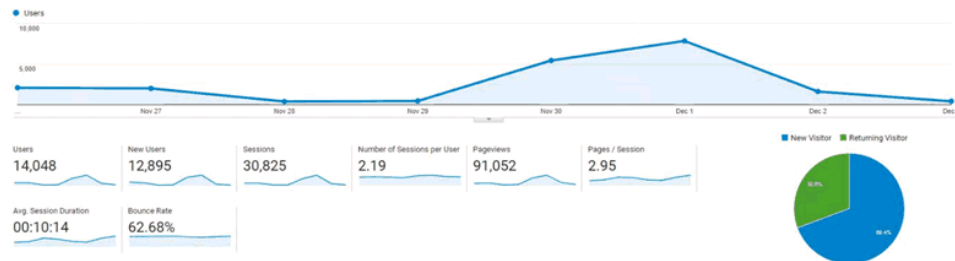 Users
10,000
5,000
...
Nov 27
Nov 28
Nov 29
Nov 30
Dec 1
Dec 2
Dec
New Visitor
Returning Visitor
Users
14,048
New Users
12,895
Sessions
30,825
Number of Sessions per User
2.19
Pageviews
91,052
Pages / Session
2.95
Avg. Session Duration
00:10:14
Bounce Rate
62.68%